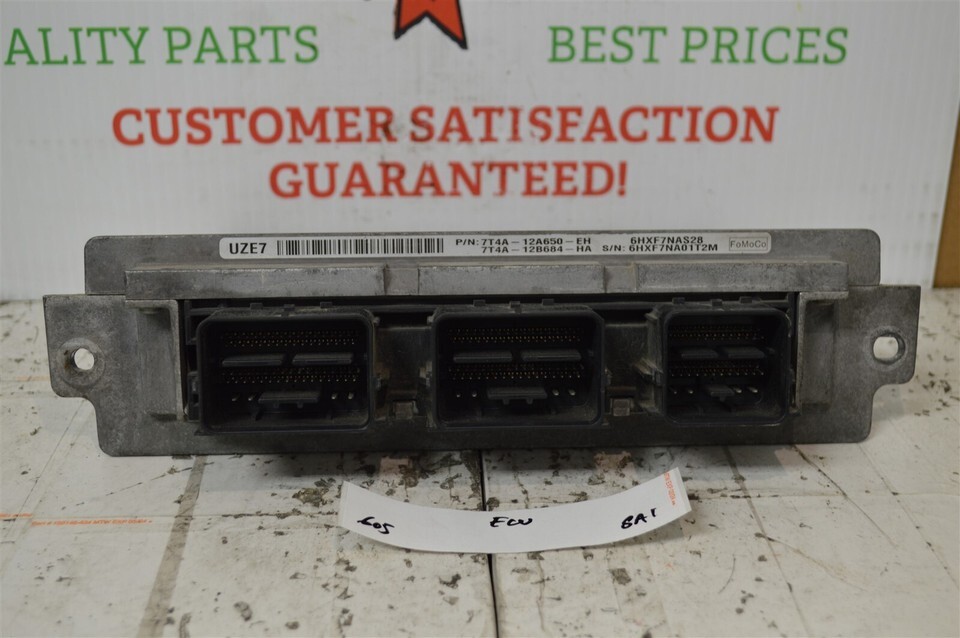 ALITY PARTS
BEST PRICES
CUSTOMER SATISFACTION
GUARANTEED!
UZE7
P/N: 7T4A - 12A650 - EH 6HXF7NAS28
7T4A - 12B684 - HA S/N: 6HXF7NA01T2M
FoMoCo
605 ECU BA1